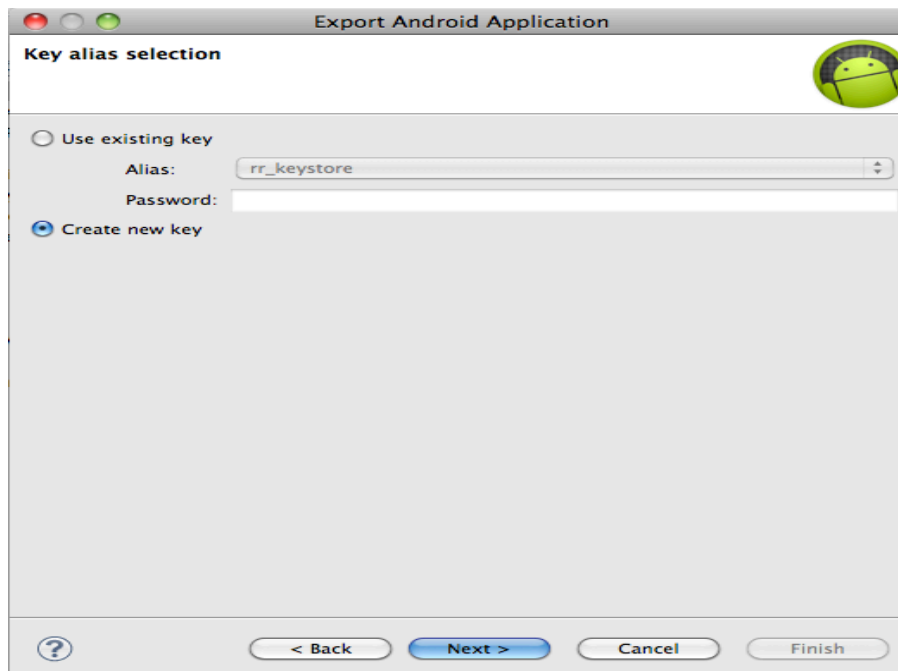 Export Android Application
Key alias selection
Use existing key
Alias: rr_keystore
Password:
Create new key
? < Back Next > Cancel Finish